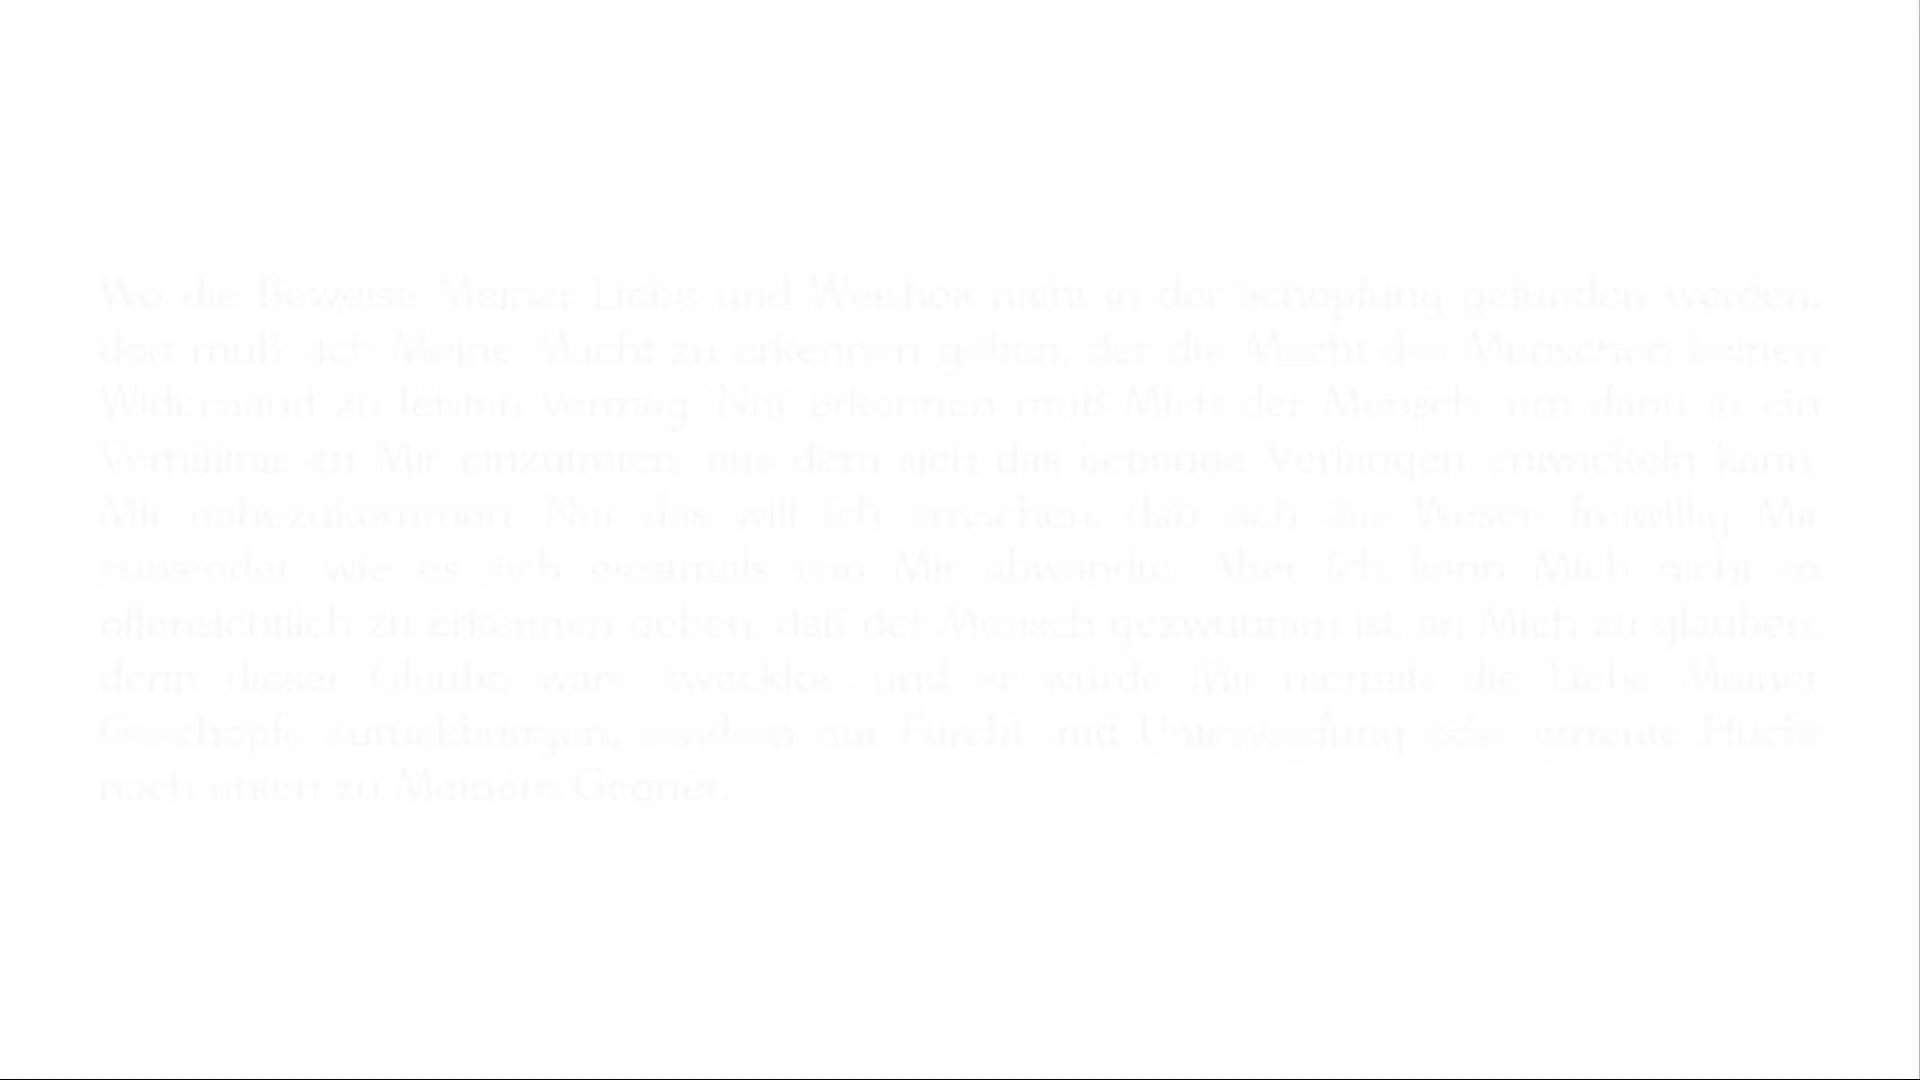 Wo die Beweise Meiner Liebe und Weisheit nicht in der Schöpfung gefunden werden,
dort muß sich Meine Macht zu erkennen geben, der die Macht des Menschen keinen
Widerstand zu leisten vermag. Nur erkennen muß Mich der Mensch, um dann in ein
Verhältnis zu Mir einzutreten, aus dem sich das liebende Verlangen entwickeln kann,
Mir nahezukommen. Nur das will Ich erreichen, daß sich das Wesen freiwillig Mir
zuwendet, wie es sich einstmals von Mir abwandte. Aber Ich kann Mich nicht so
offensichtlich zu erkennen geben, daß der Mensch gezwungen ist, an Mich zu glauben,
denn dieser Glaube wäre zwecklos, und er würde Mir niemals die Liebe Meiner
Geschöpfe zurückbringen, sondern nur Furcht und Unterwerfung oder erneute Flucht
nach unten zu Meinem Gegner.